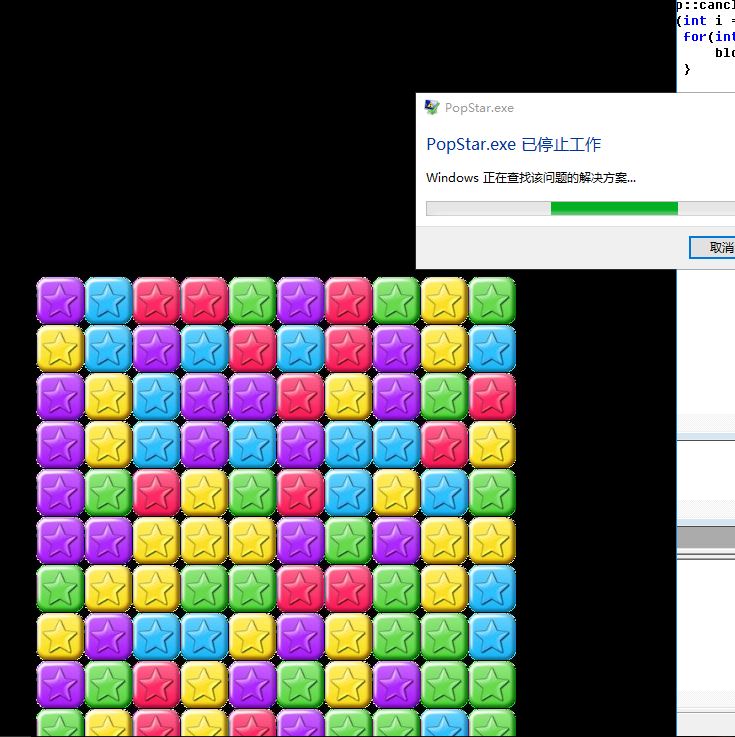 p::cancl
(int i =
for(int
blo
}
PopStar.exe
PopStar.exe 已停止工作
Windows 正在查找该问题的解决方案...
取消